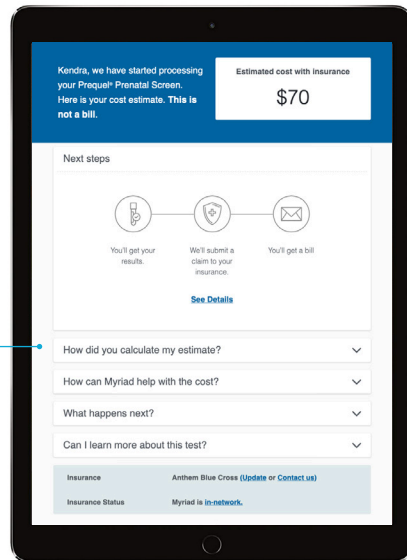 Kendra, we have started processing
your Prequel® Prenatal Screen.
Here is your cost estimate. This is
not a bill.
Estimated cost with insurance
$70
Next steps
You'll get your
results.
We'll submit a
claim to your
insurance.
You'll get a bill
See Details
How did you calculate my estimate?
How can Myriad help with the cost?
What happens next?
Can I learn more about this test?
Insurance Anthem Blue Cross (Update or Contact us)
Insurance Status Myriad is in-network.